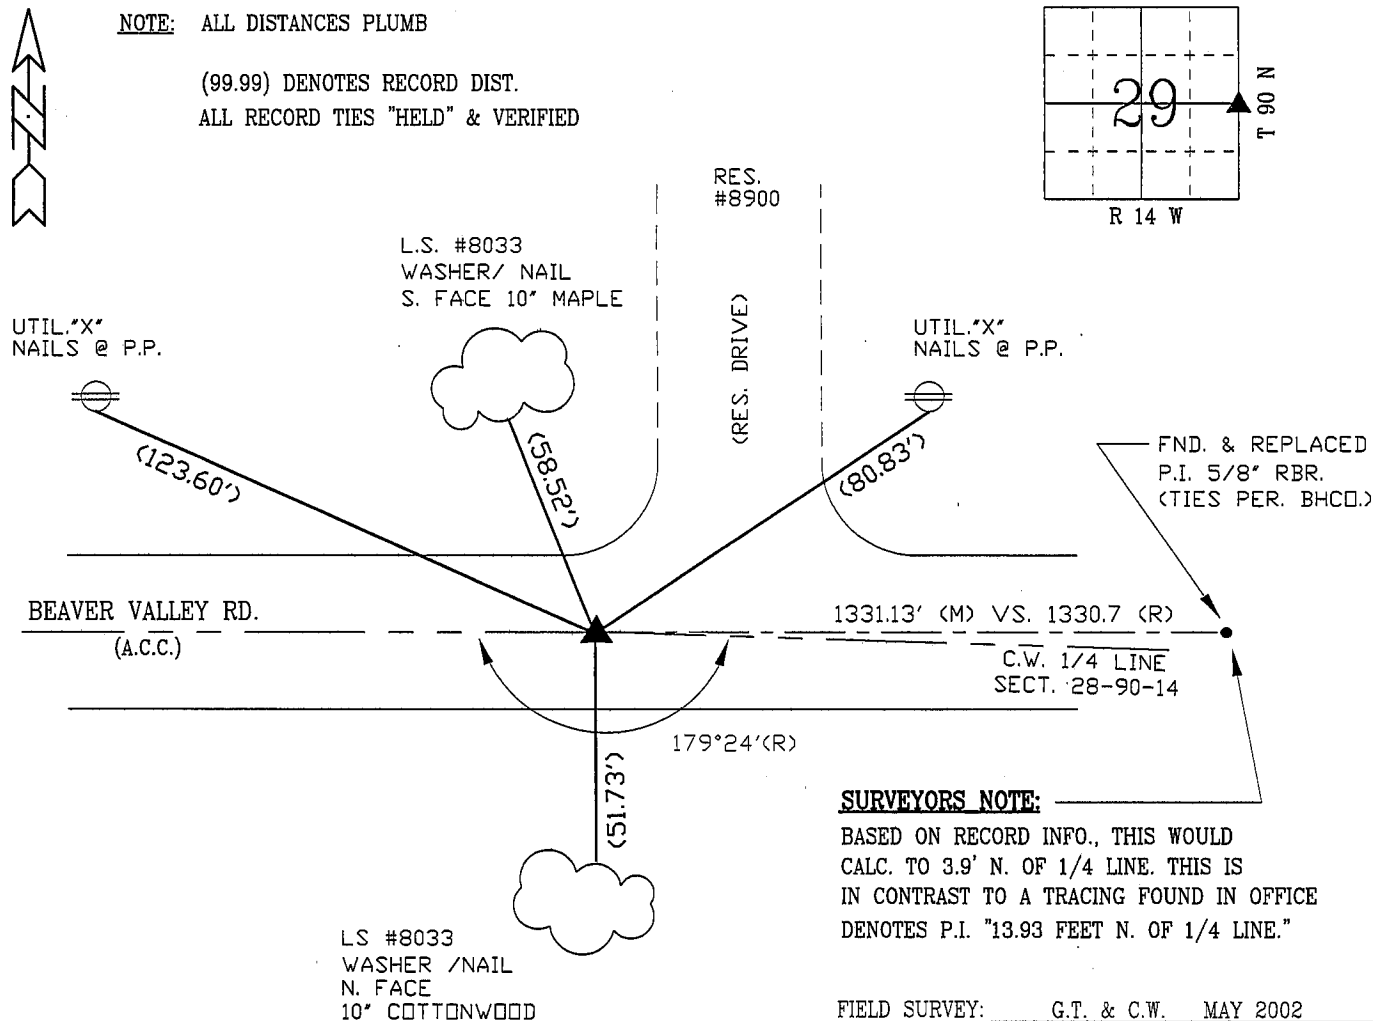 NOTE: ALL DISTANCES PLUMB
(99.99) DENOTES RECORD DIST.
ALL RECORD TIES "HELD" & VERIFIED
N
29
T 90 N
R 14 W
RES.
#8900
L.S. #8033
WASHER/ NAIL
S. FACE 10" MAPLE
UTIL."X"
NAILS @ P.P.
UTIL."X"
NAILS @ P.P.
(RES. DRIVE)
(123.60')
(58.52')
(80.83')
FND. & REPLACED
P.I. 5/8" RBR.
(TIES PER. BHCO.)
BEAVER VALLEY RD.
(A.C.C.)
1331.13' (M) VS. 1330.7 (R)
C.W. 1/4 LINE
SECT. 28-90-14
179°24'(R)
(51.73')
SURVEYORS NOTE:
BASED ON RECORD INFO., THIS WOULD
CALC. TO 3.9' N. OF 1/4 LINE. THIS IS
IN CONTRAST TO A TRACING FOUND IN OFFICE
DENOTES P.I. "13.93 FEET N. OF 1/4 LINE."
LS #8033
WASHER /NAIL
N. FACE
10" COTTONWOOD
FIELD SURVEY: G.T. & C.W. MAY 2002